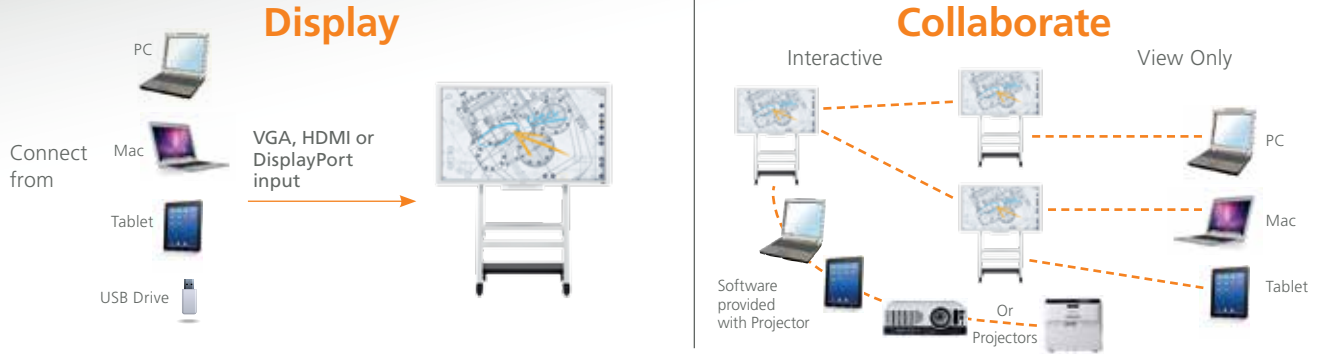 Display
PC
Connect
from
Mac
Tablet
USB Drive
VGA, HDMI or
DisplayPort
input
Collaborate
Interactive
View Only
PC
Mac
Tablet
Software
provided
with Projector
Or
Projectors